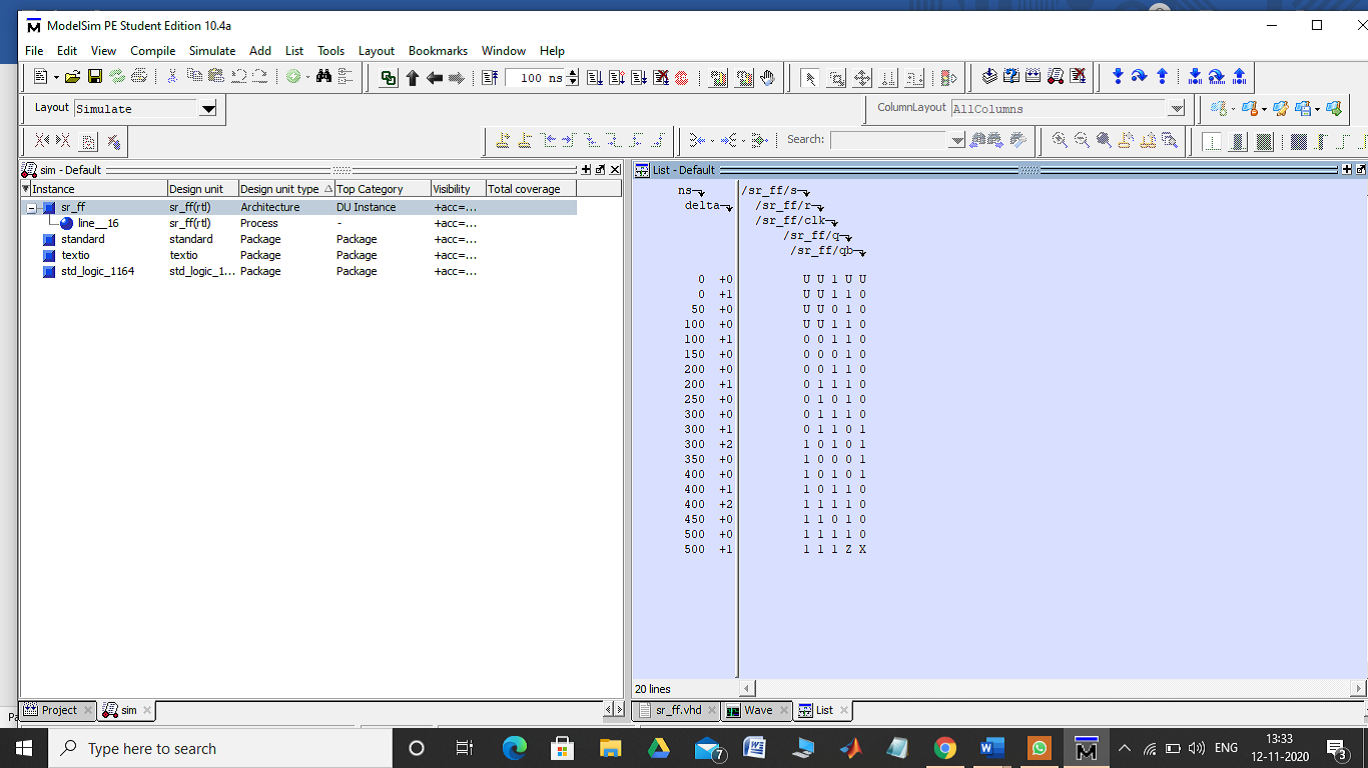 ModelSim PE Student Edition 10.4a
File Edit View Compile Simulate Add List Tools Layout Bookmarks Window Help
100 ns
Layout Simulate
ColumnLayout AllColumns
Search:
sim - Default
Instance Design unit Design unit type Top Category Visibility Total coverage
sr_ff sr_ff(rtl) Architecture DU Instance +acc=...
line__16 sr_ff(rtl) Process - +acc=...
standard standard Package Package +acc=...
textio textio Package Package +acc=...
std_logic_1164 std_logic_1... Package Package +acc=...
List - Default
ns
delta
/sr_ff/s
/sr_ff/r
/sr_ff/clk
/sr_ff/q
/sr_ff/qb
0 +0 U U 1 U U
0 +1 U U 1 1 0
50 +0 U U 0 1 0
100 +0 U U 1 1 0
100 +1 0 0 1 1 0
150 +0 0 0 0 1 0
200 +0 0 0 1 1 0
200 +1 0 1 1 1 0
250 +0 0 1 0 1 0
300 +0 0 1 1 1 0
300 +1 0 1 1 0 1
300 +2 1 0 1 0 1
350 +0 1 0 0 0 1
400 +0 1 0 1 0 1
400 +1 1 0 1 1 0
400 +2 1 1 1 1 0
450 +0 1 1 0 1 0
500 +0 1 1 1 1 0
500 +1 1 1 1 Z X
20 lines
Project sim
sr_ff.vhd Wave List
Pa
Type here to search
7
W
ENG
13:33
12-11-2020
3